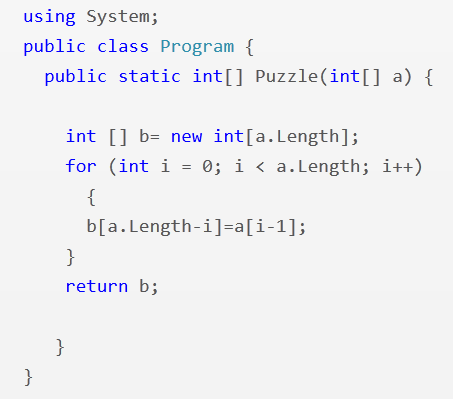 using System;
public class Program {
public static int[] Puzzle(int[] a) {
int [] b= new int[a.Length];
for (int i = 0; i < a.Length; i++)
{
b[a.Length-i]=a[i-1];
}
return b;
}
}